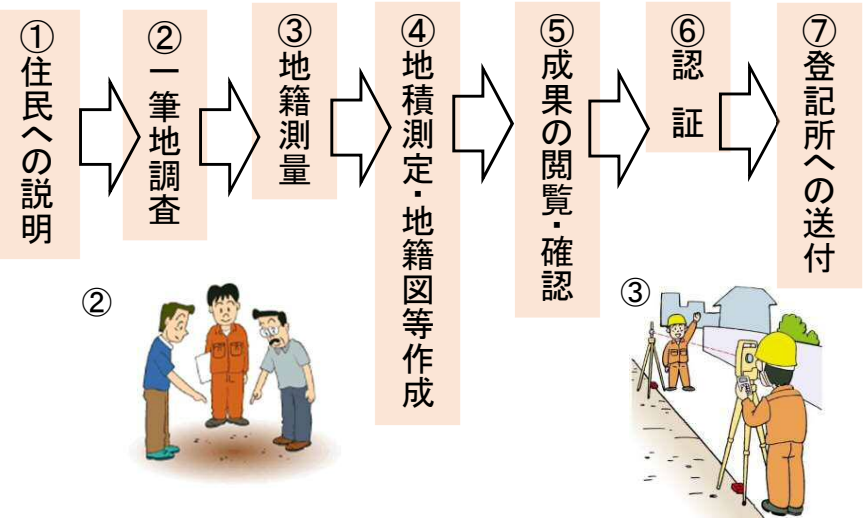 ①住民への説明
②一筆地調査
③地籍測量
④地積測定・地籍図等作成
⑤成果の閲覧・確認
⑥認証
⑦登記所への送付
②
③